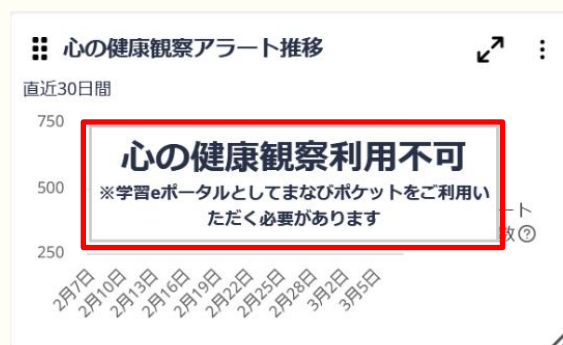 心の健康観察アラート推移
直近30日間
750
心の健康観察利用不可
※学習eポータルとしてまなびポケットをご利用い
ただく必要があります
500
ート
数?
250
2月7日
2月10日
2月13日
2月16日
2月19日
2月22日
2月25日
2月28日
3月2日
3月5日